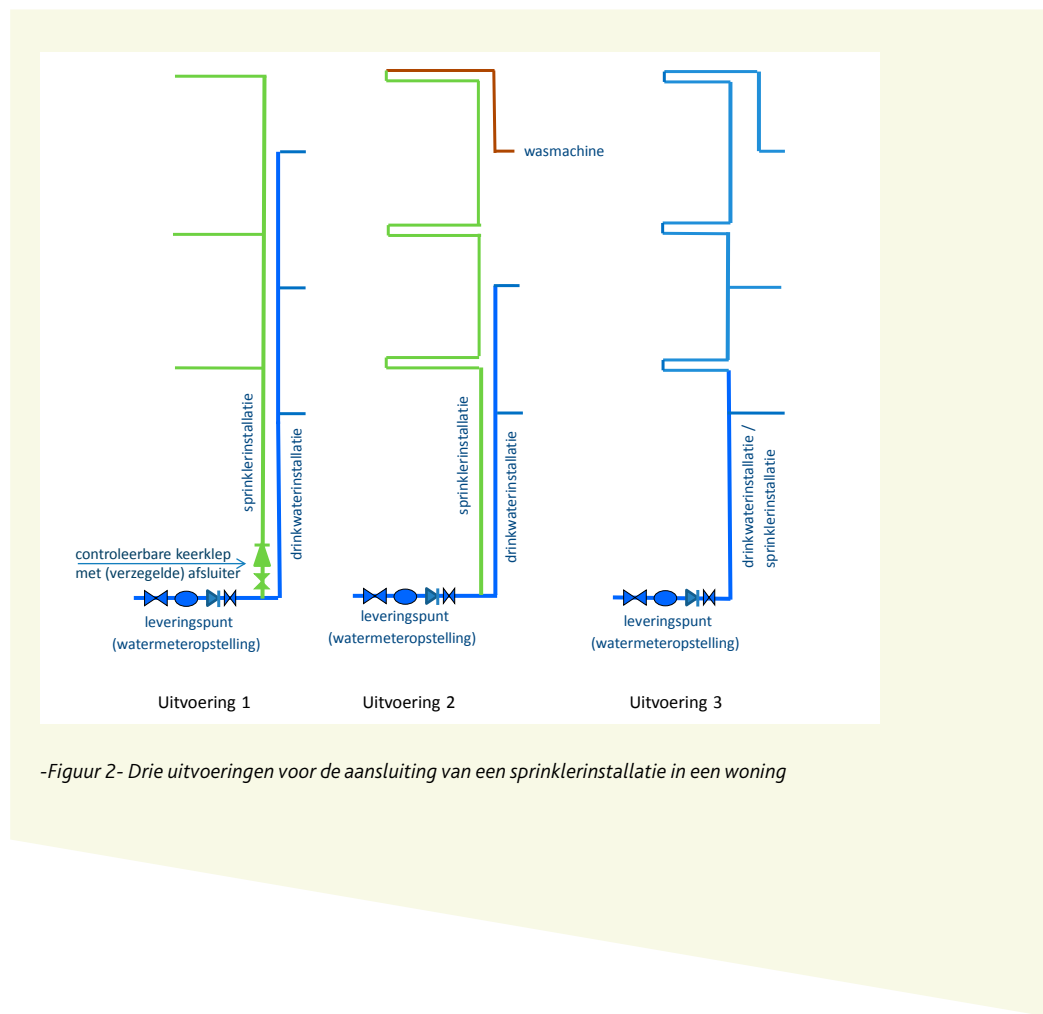 wasmachine
sprinklerinstallatie
drinkwaterinstallatie
controleerbare keerklep
met (verzegelde) afsluiter
leveringspunt
(watermeteropstelling)
Uitvoering 1
sprinklerinstallatie
drinkwaterinstallatie
leveringspunt
(watermeteropstelling)
Uitvoering 2
drinkwaterinstallatie /
sprinklerinstallatie
leveringspunt
(watermeteropstelling)
Uitvoering 3
-Figuur 2- Drie uitvoeringen voor de aansluiting van een sprinklerinstallatie in een woning